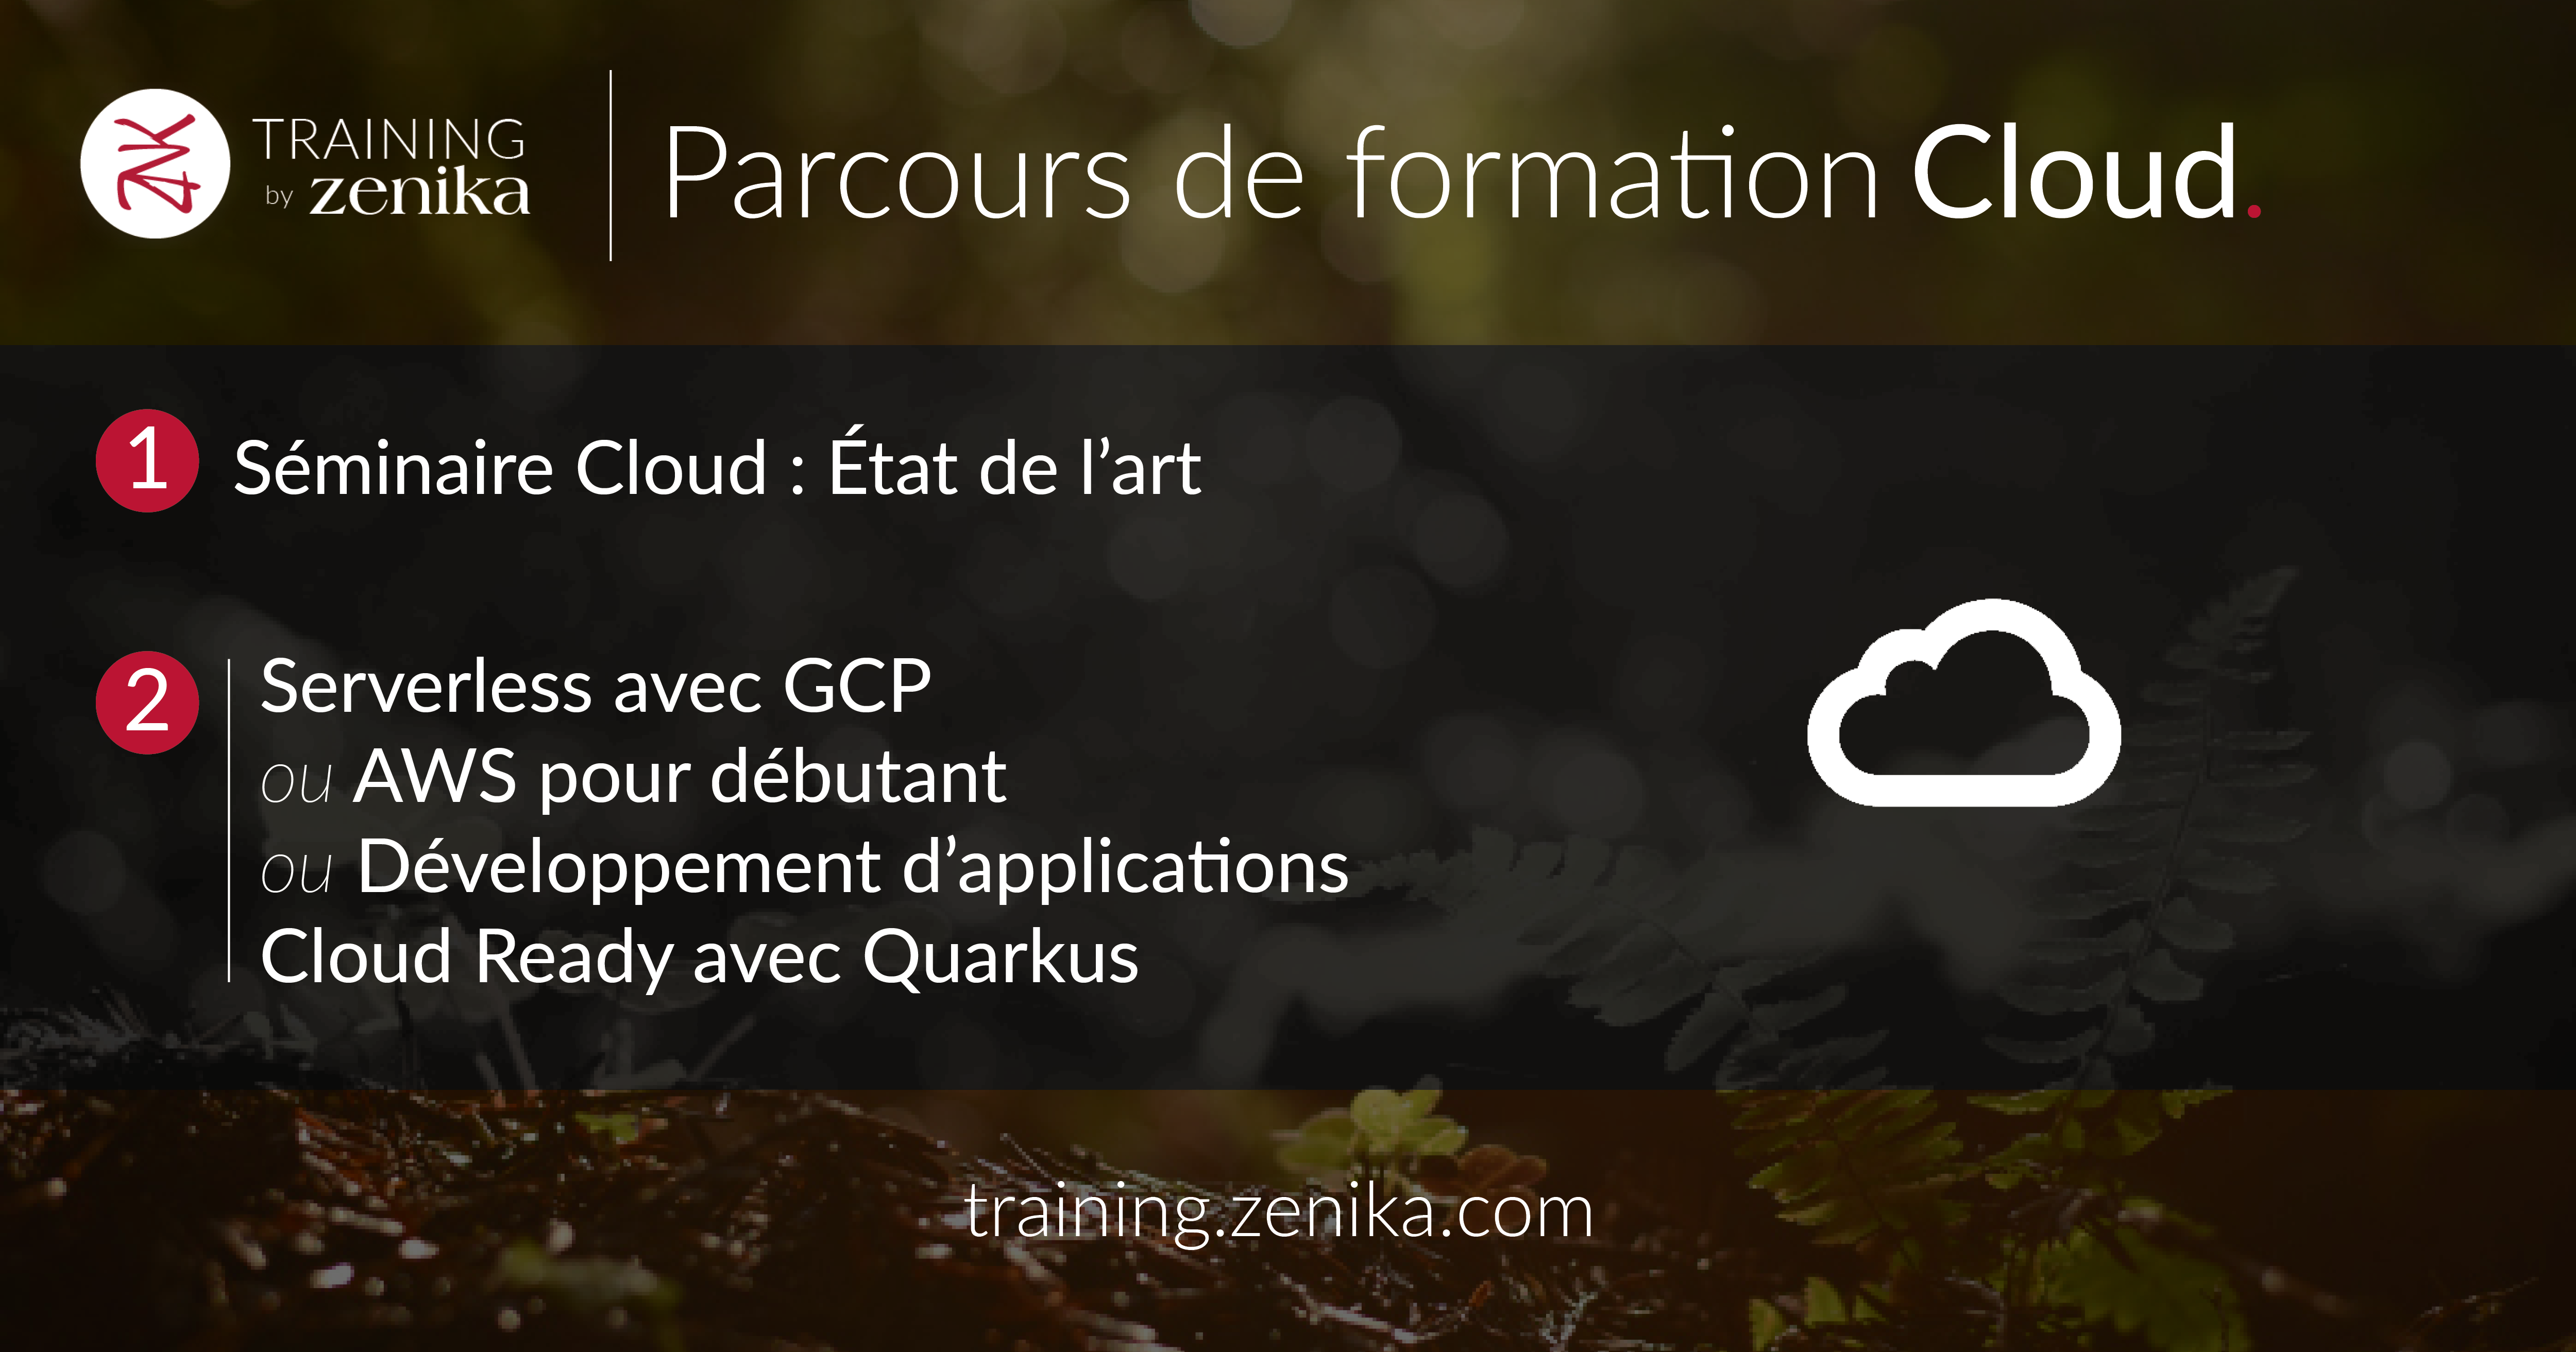 TRAINING
by zenika
Parcours de formation Cloud.
1 Séminaire Cloud : État de l’art
2 Serverless avec GCP
ou AWS pour débutant
ou Développement d’applications
Cloud Ready avec Quarkus
training.zenika.com